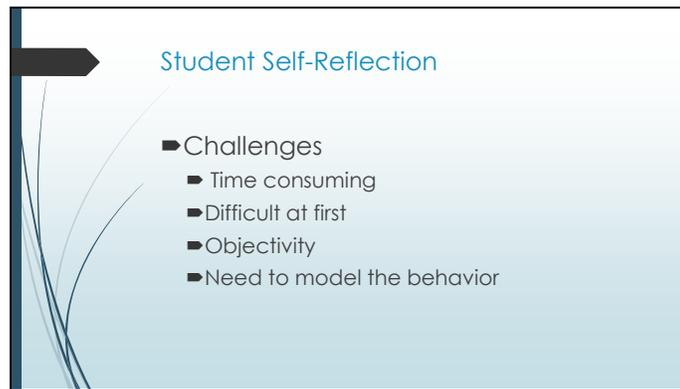 Student Self-Reflection
Challenges
Time consuming
Difficult at first
Objectivity
Need to model the behavior